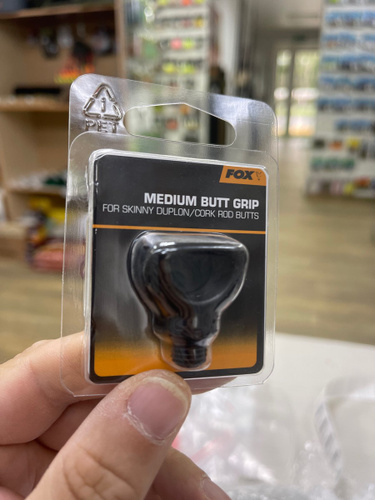 PET
FOX
MEDIUM BUTT GRIP
FOR SKINNY DUPLON/CORK ROD BUTTS